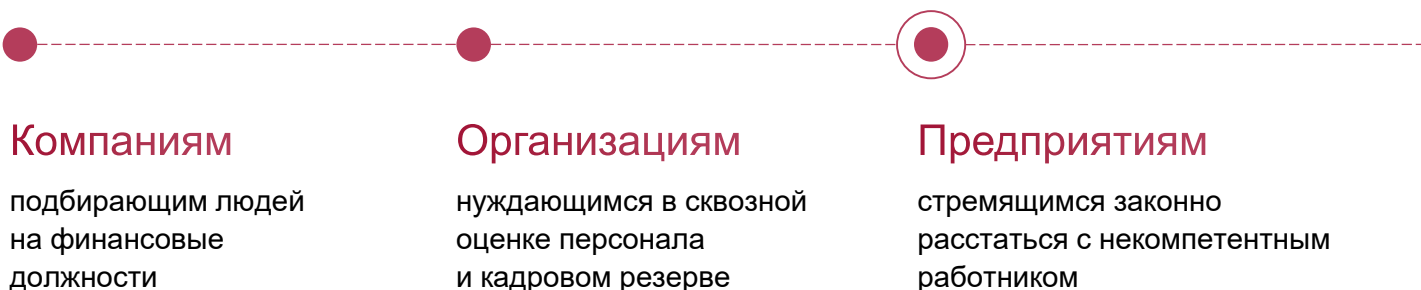 Компаниям
подбирающим людей
на финансовые
должности
Организациям
нуждающимся в сквозной
оценке персонала
и кадровом резерве
Предприятиям
стремящимся законно
расстаться с некомпетентным
работником